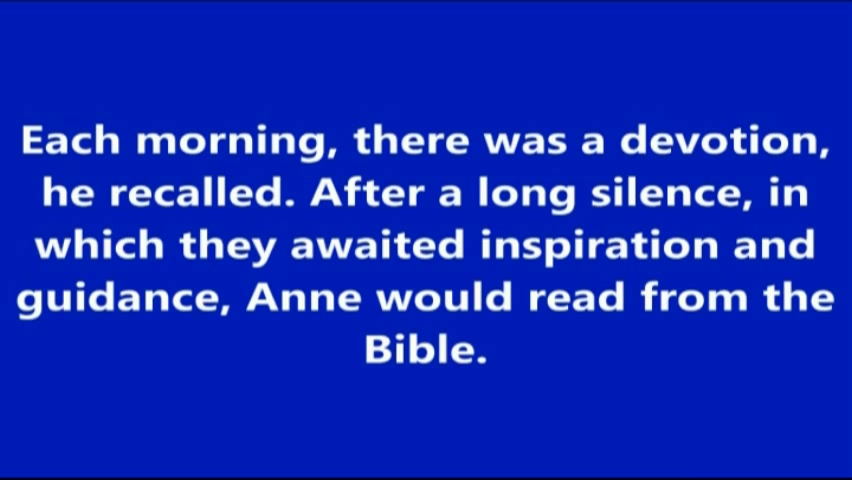 Each morning, there was a devotion,
he recalled. After a long silence, in
which they awaited inspiration and
guidance, Anne would read from the
Bible.